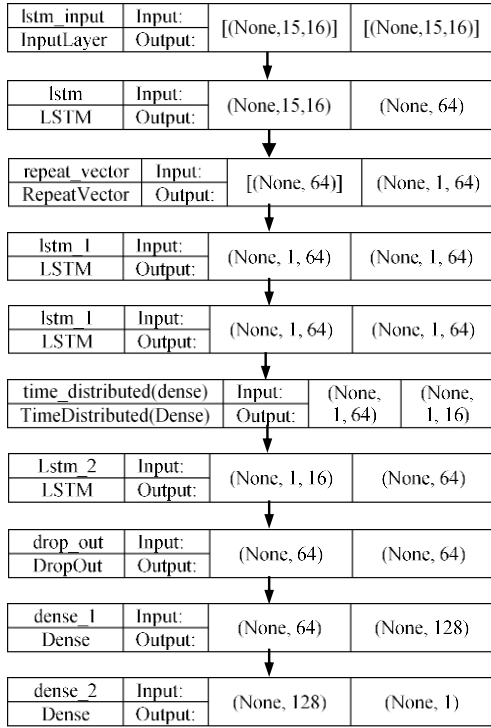 lstm_input Input: [(None,15,16)] [(None,15,16)]
InputLayer Output:
lstm Input: (None,15,16) (None, 64)
LSTM Output:
repeat_vector Input: [(None, 64)] (None, 1, 64)
RepeatVector Output:
lstm_1 Input: (None, 1, 64) (None, 1, 64)
LSTM Output:
lstm_1 Input: (None, 1, 64) (None, 1, 64)
LSTM Output:
time_distributed(dense) Input: (None, (None,
TimeDistributed(Dense) Output: 1, 64) 1, 16)
Lstm_2 Input: (None, 1, 16) (None, 64)
LSTM Output:
drop_out Input: (None, 64) (None, 64)
DropOut Output:
dense_1 Input: (None, 64) (None, 128)
Dense Output:
dense_2 Input: (None, 128) (None, 1)
Dense Output: